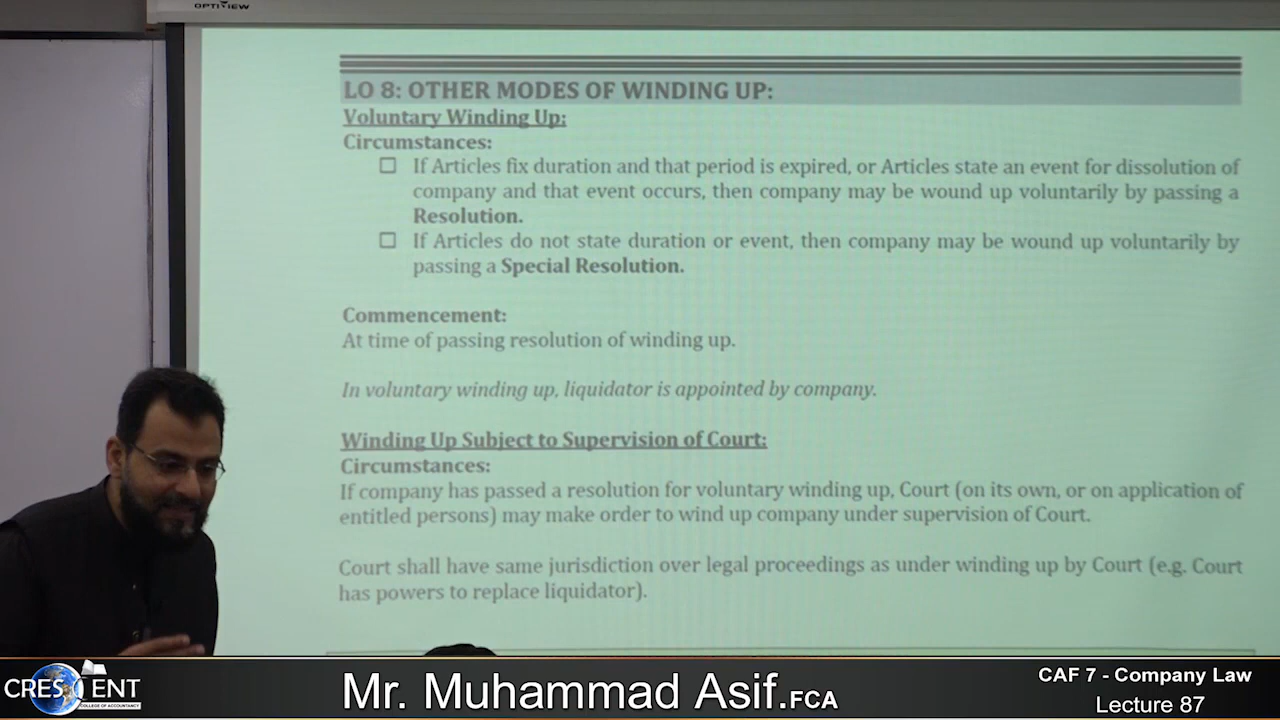 OPTIVIEW
LO 8: OTHER MODES OF WINDING UP:
Voluntary Winding Up:
Circumstances:
☐ If Articles fix duration and that period is expired, or Articles state an event for dissolution of
company and that event occurs, then company may be wound up voluntarily by passing a
Resolution.
☐ If Articles do not state duration or event, then company may be wound up voluntarily by
passing a Special Resolution.
Commencement:
At time of passing resolution of winding up.
In voluntary winding up, liquidator is appointed by company.
Winding Up Subject to Supervision of Court:
Circumstances:
If company has passed a resolution for voluntary winding up, Court (on its own, or on application of
entitled persons) may make order to wind up company under supervision of Court.
Court shall have same jurisdiction over legal proceedings as under winding up by Court (e.g. Court
has powers to replace liquidator).
CRESCENT
COLLEGE OF ACCOUNTANCY
Mr. Muhammad Asif.FCA
CAF 7 - Company Law
Lecture 87